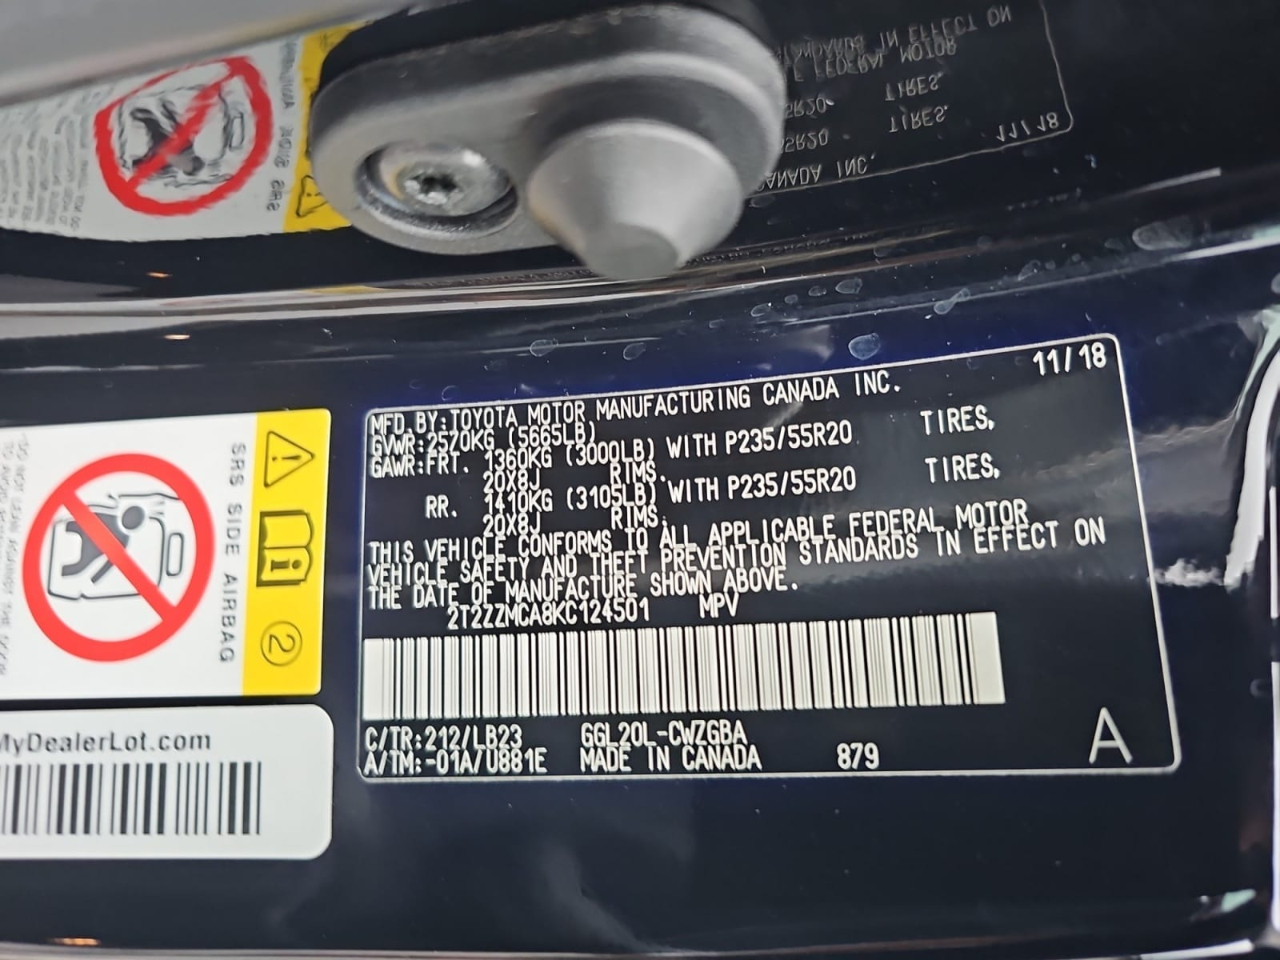 11/18
MFD. BY:TOYOTA MOTOR MANUFACTURING CANADA INC.
GVWR:2570KG (5665LB)
GAWR:FRT. 1360KG (3000LB) WITH P235/55R20 TIRES,
20X8J RIMS.
RR. 1410KG (3105LB) WITH P235/55R20 TIRES,
20X8J RIMS.
THIS VEHICLE CONFORMS TO ALL APPLICABLE FEDERAL MOTOR
VEHICLE SAFETY AND THEFT PREVENTION STANDARDS IN EFFECT ON
THE DATE OF MANUFACTURE SHOWN ABOVE.
2T2ZZMCA8KC124501 MPV
C/TR:212/LB23 GGL20L-CWZGBA
A/TM:-01A/U881E MADE IN CANADA 879
A
SRS SIDE AIRBAG
2
MyDealerLot.com